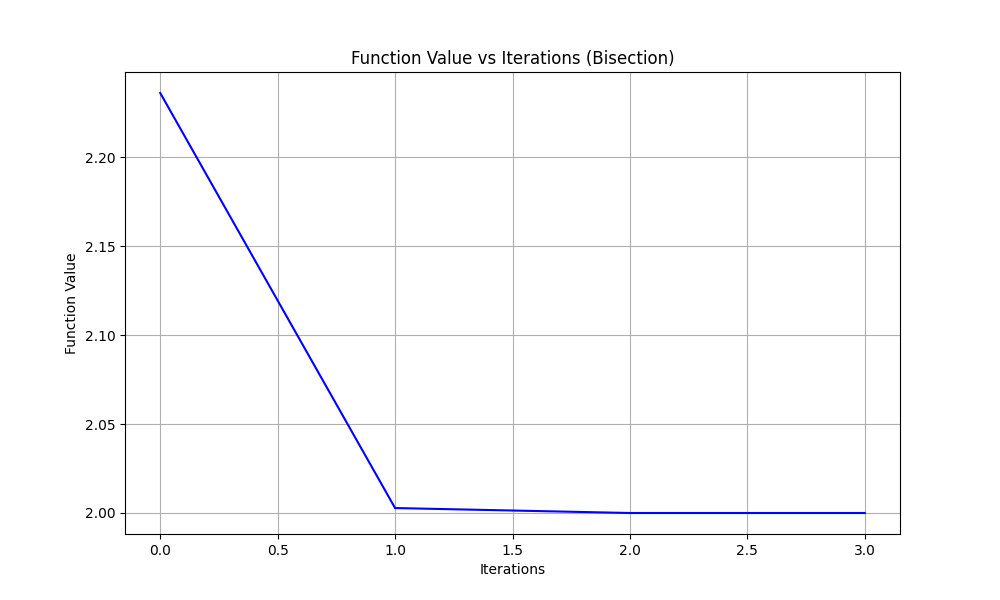 Function Value vs Iterations (Bisection)
2.20
2.15
2.10
2.05
2.00
Function Value
0.0 0.5 1.0 1.5 2.0 2.5 3.0
Iterations